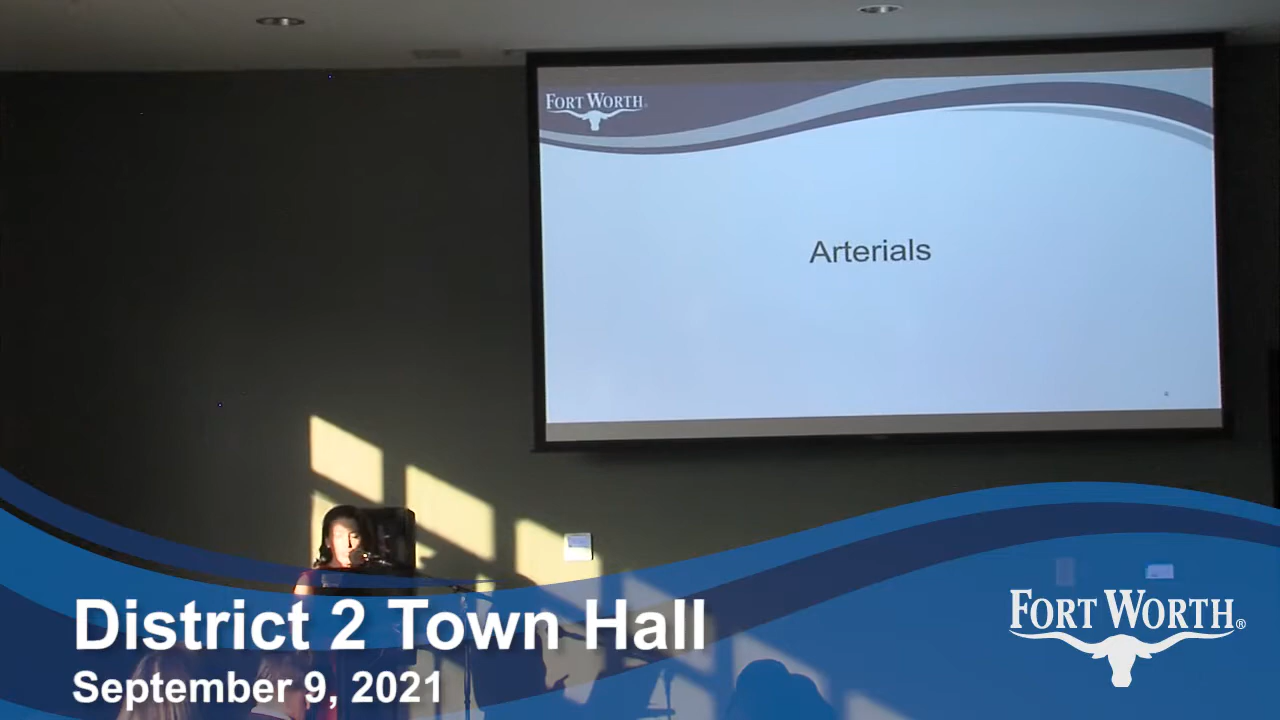 FORT WORTH®
Arterials
District 2 Town Hall
September 9, 2021
FORT WORTH®